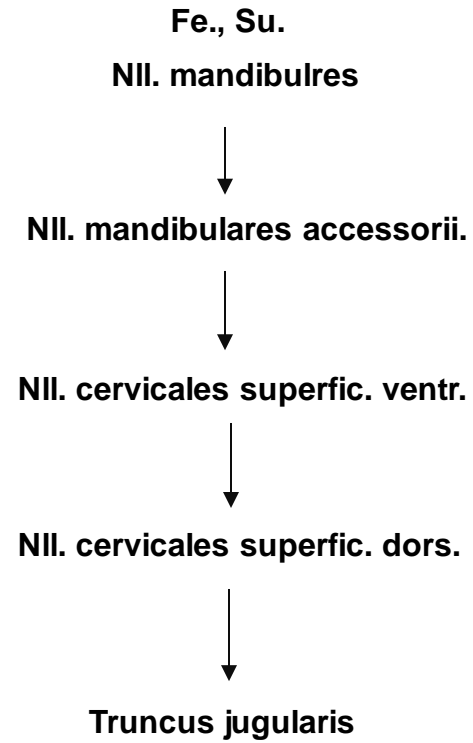 Fe., Su.
Nll. mandibulres
Nll. mandibulares accessorii.
Nll. cervicales superfic. ventr.
Nll. cervicales superfic. dors.
Truncus jugularis